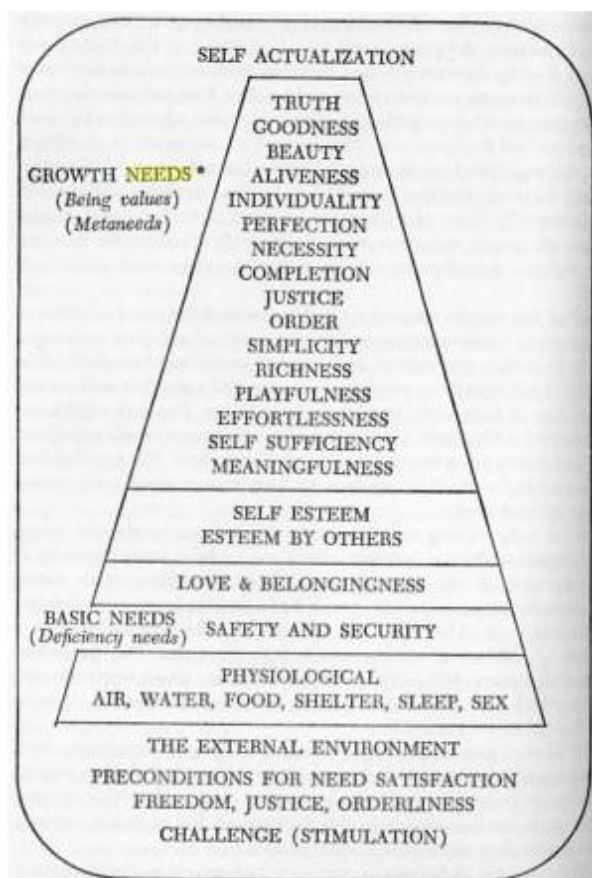 SELF ACTUALIZATION
TRUTH
GOODNESS
BEAUTY
GROWTH NEEDS*
(Being values)
(Metaneeds)
ALIVENESS
INDIVIDUALITY
PERFECTION
NECESSITY
COMPLETION
JUSTICE
ORDER
SIMPLICITY
RICHNESS
PLAYFULNESS
EFFORTLESSNESS
SELF SUFFICIENCY
MEANINGFULNESS
SELF ESTEEM
ESTEEM BY OTHERS
LOVE & BELONGINGNESS
BASIC NEEDS
(Deficiency needs)
SAFETY AND SECURITY
PHYSIOLOGICAL
AIR, WATER, FOOD, SHELTER, SLEEP, SEX
THE EXTERNAL ENVIRONMENT
PRECONDITIONS FOR NEED SATISFACTION
FREEDOM, JUSTICE, ORDERLINESS
CHALLENGE (STIMULATION)